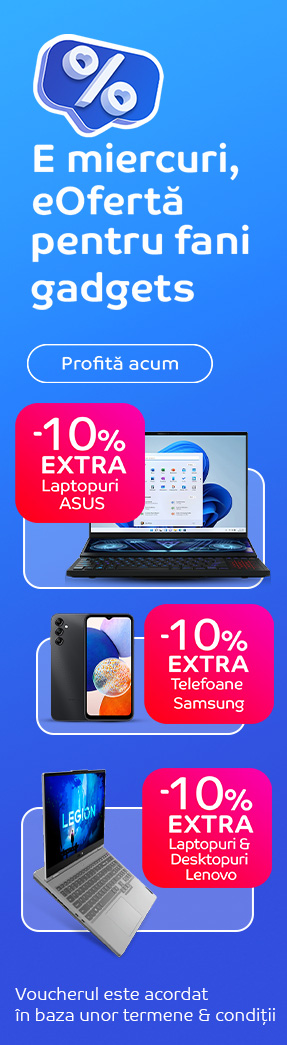 %
E miercuri,
eOfertă
pentru fani
gadgets
Profită acum
-10%
EXTRA
Laptopuri
ASUS
-10%
EXTRA
Telefoane
Samsung
LEGION
-10%
EXTRA
Laptopuri &
Desktopuri
Lenovo
Voucherul este acordat
în baza unor termene & condiții